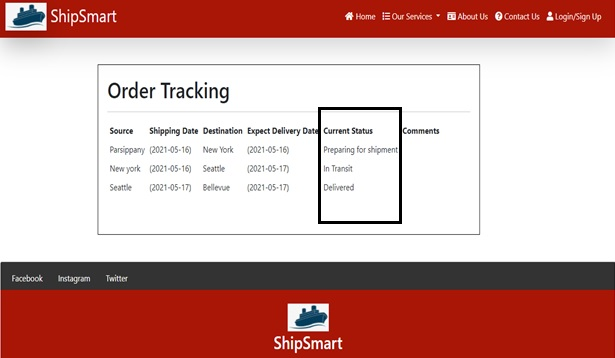 ShipSmart Home Our Services About Us Contact Us Login/Sign Up
Order Tracking
Source Shipping Date Destination Expect Delivery Date Current Status Comments
Parsippany (2021-05-16) New York (2021-05-16) Preparing for shipment
New york (2021-05-16) Seattle (2021-05-17) In Transit
Seattle (2021-05-17) Bellevue (2021-05-17) Delivered
Facebook Instagram Twitter
ShipSmart